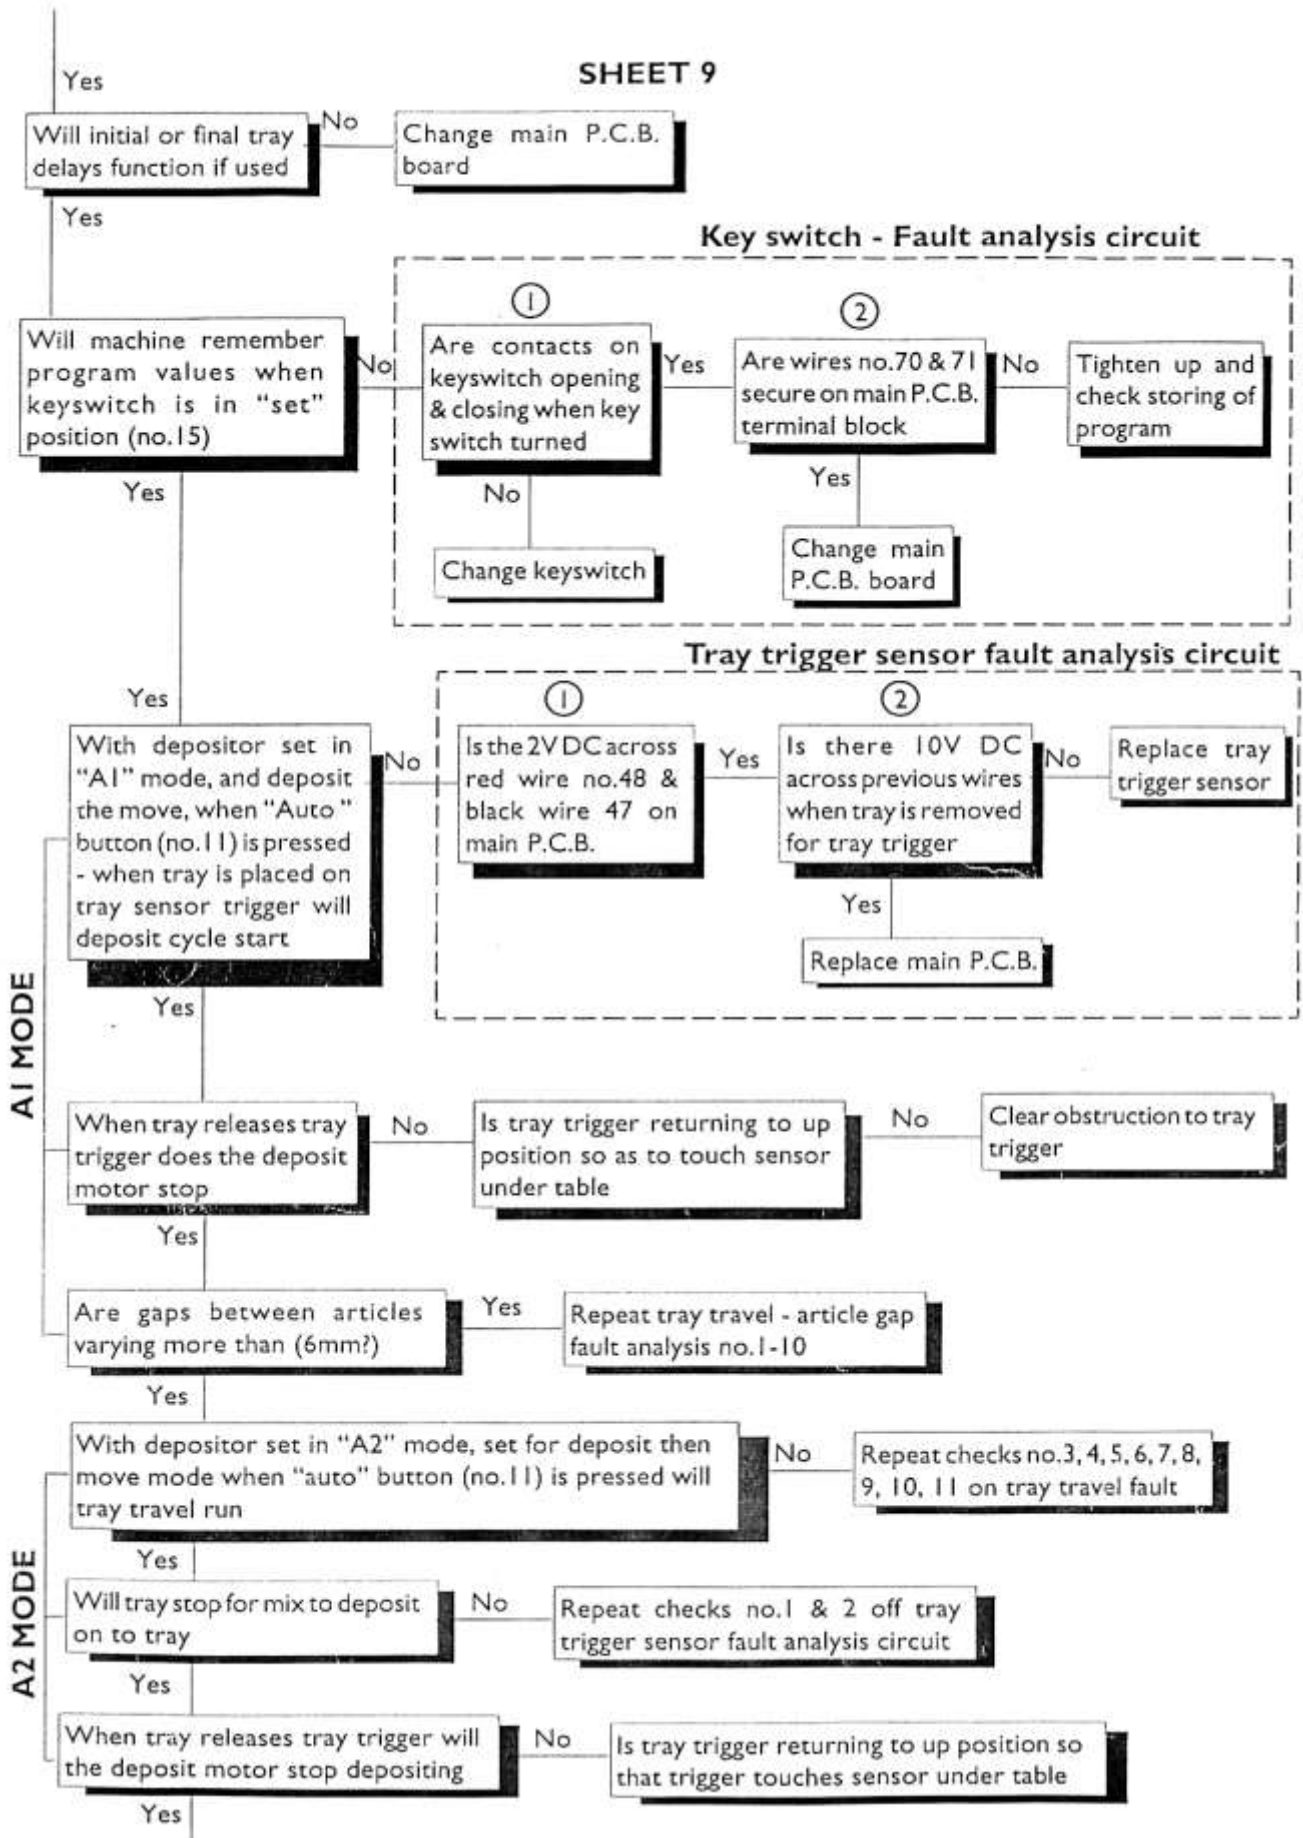 SHEET 9
Yes
Will initial or final tray
delays function if used
No
Change main P.C.B.
board
Yes
Key switch - Fault analysis circuit
Will machine remember
program values when
keyswitch is in "set"
position (no.15)
No
1
Are contacts on
keyswitch opening
& closing when key
switch turned
Yes
2
Are wires no.70 & 71
secure on main P.C.B.
terminal block
No
Tighten up and
check storing of
program
Yes
No
Change keyswitch
Yes
Change main
P.C.B. board
Tray trigger sensor fault analysis circuit
Yes
A1 MODE
With depositor set in
"A1" mode, and deposit
the move, when "Auto"
button (no.11) is pressed
- when tray is placed on
tray sensor trigger will
deposit cycle start
No
1
Is the 2V DC across
red wire no.48 &
black wire 47 on
main P.C.B.
Yes
2
Is there 10V DC
across previous wires
when tray is removed
for tray trigger
No
Replace tray
trigger sensor
Yes
Replace main P.C.B.
Yes
When tray releases tray
trigger does the deposit
motor stop
No
Is tray trigger returning to up
position so as to touch sensor
under table
No
Clear obstruction to tray
trigger
Yes
Are gaps between articles
varying more than (6mm?)
Yes
Repeat tray travel - article gap
fault analysis no.1-10
Yes
A2 MODE
With depositor set in "A2" mode, set for deposit then
move mode when "auto" button (no.11) is pressed will
tray travel run
No
Repeat checks no.3, 4, 5, 6, 7, 8,
9, 10, 11 on tray travel fault
Yes
Will tray stop for mix to deposit
on to tray
No
Repeat checks no.1 & 2 off tray
trigger sensor fault analysis circuit
Yes
When tray releases tray trigger will
the deposit motor stop depositing
No
Is tray trigger returning to up position so
that trigger touches sensor under table
Yes